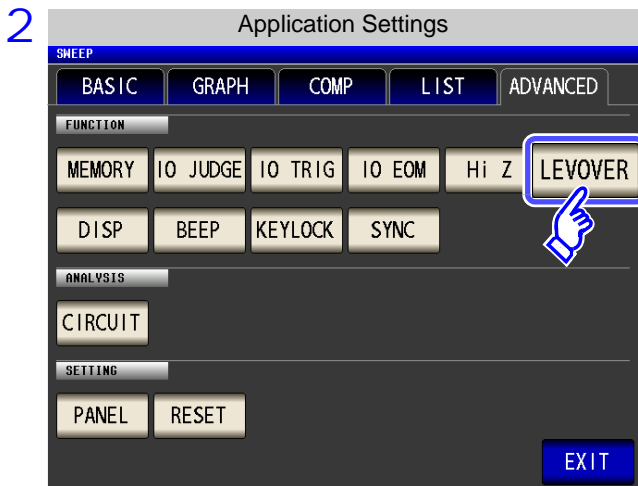 2
Application Settings
SWEEP
BASIC GRAPH COMP LIST ADVANCED
FUNCTION
MEMORY IO JUDGE IO TRIG IO EOM Hi Z LEVOVER
DISP BEEP KEYLOCK SYNC
ANALYSIS
CIRCUIT
SETTING
PANEL RESET
EXIT